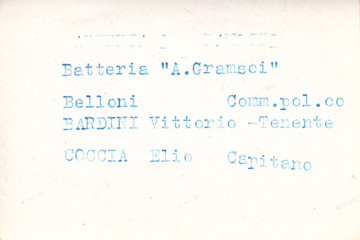 Batteria "A.Gramsci"
Belloni Comm.pol.co
BARDINI Vittorio -Tenente
COCCIA Elio Capitano